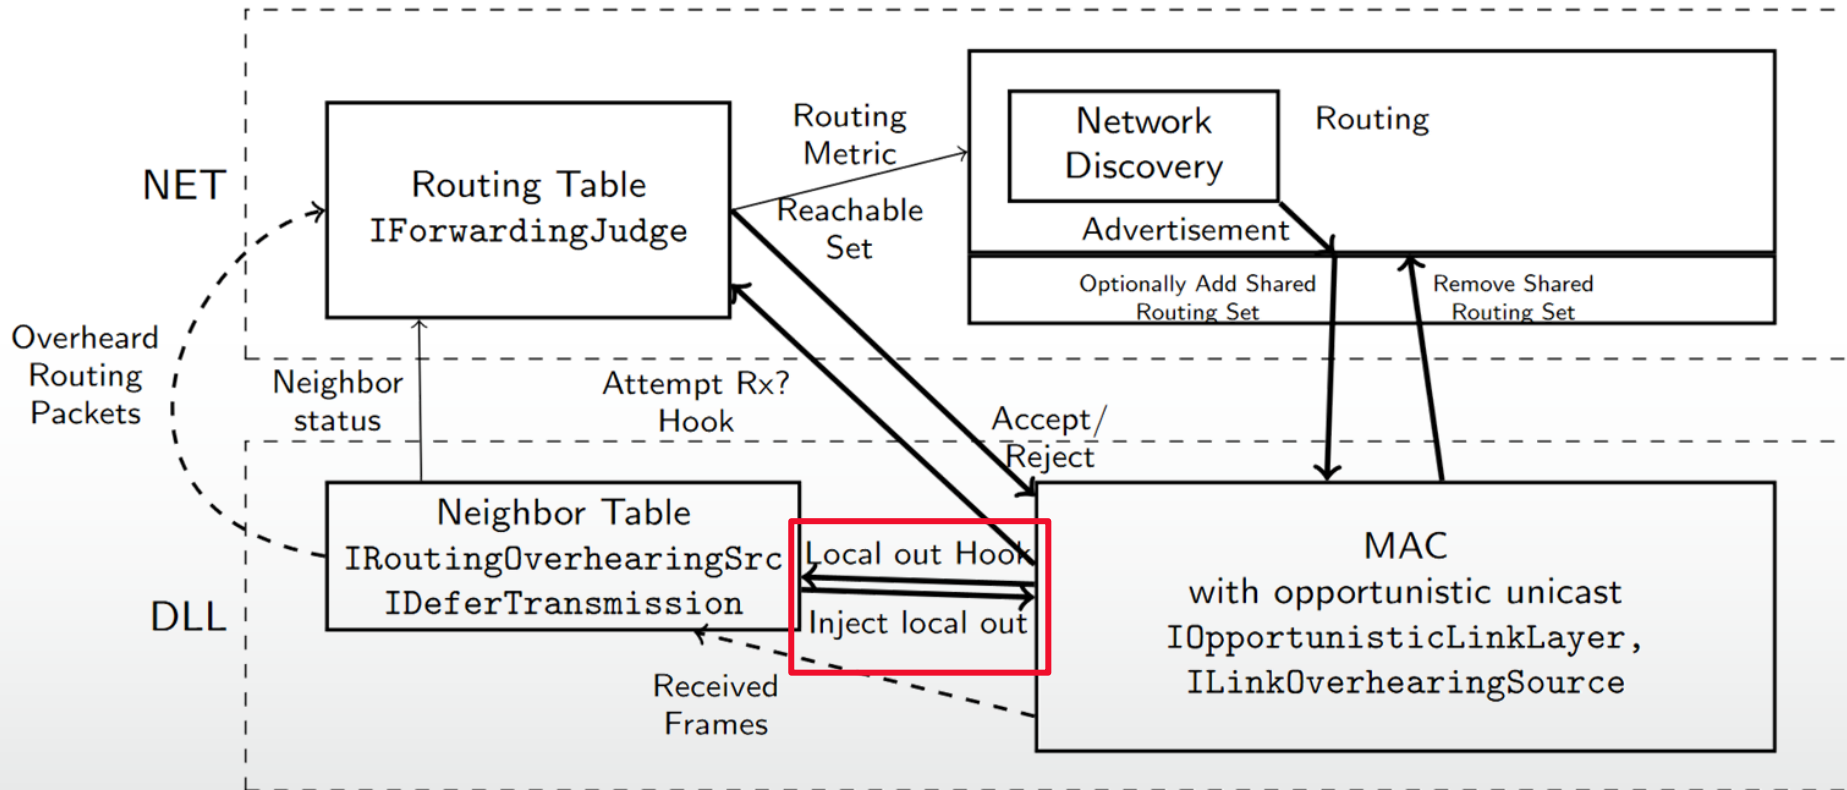 NET
Routing Table
IForwardingJudge
Routing
Metric
Reachable
Set
Network
Discovery
Routing
Advertisement
Optionally Add Shared
Routing Set
Remove Shared
Routing Set
Overheard
Routing
Packets
Neighbor
status
Attempt Rx?
Hook
Accept/
Reject
DLL
Neighbor Table
IRoutingOverhearingSrc
IDeferTransmission
Local out Hook
Inject local out
Received
Frames
MAC
with opportunistic unicast
IOpportunisticLinkLayer,
ILinkOverhearingSource